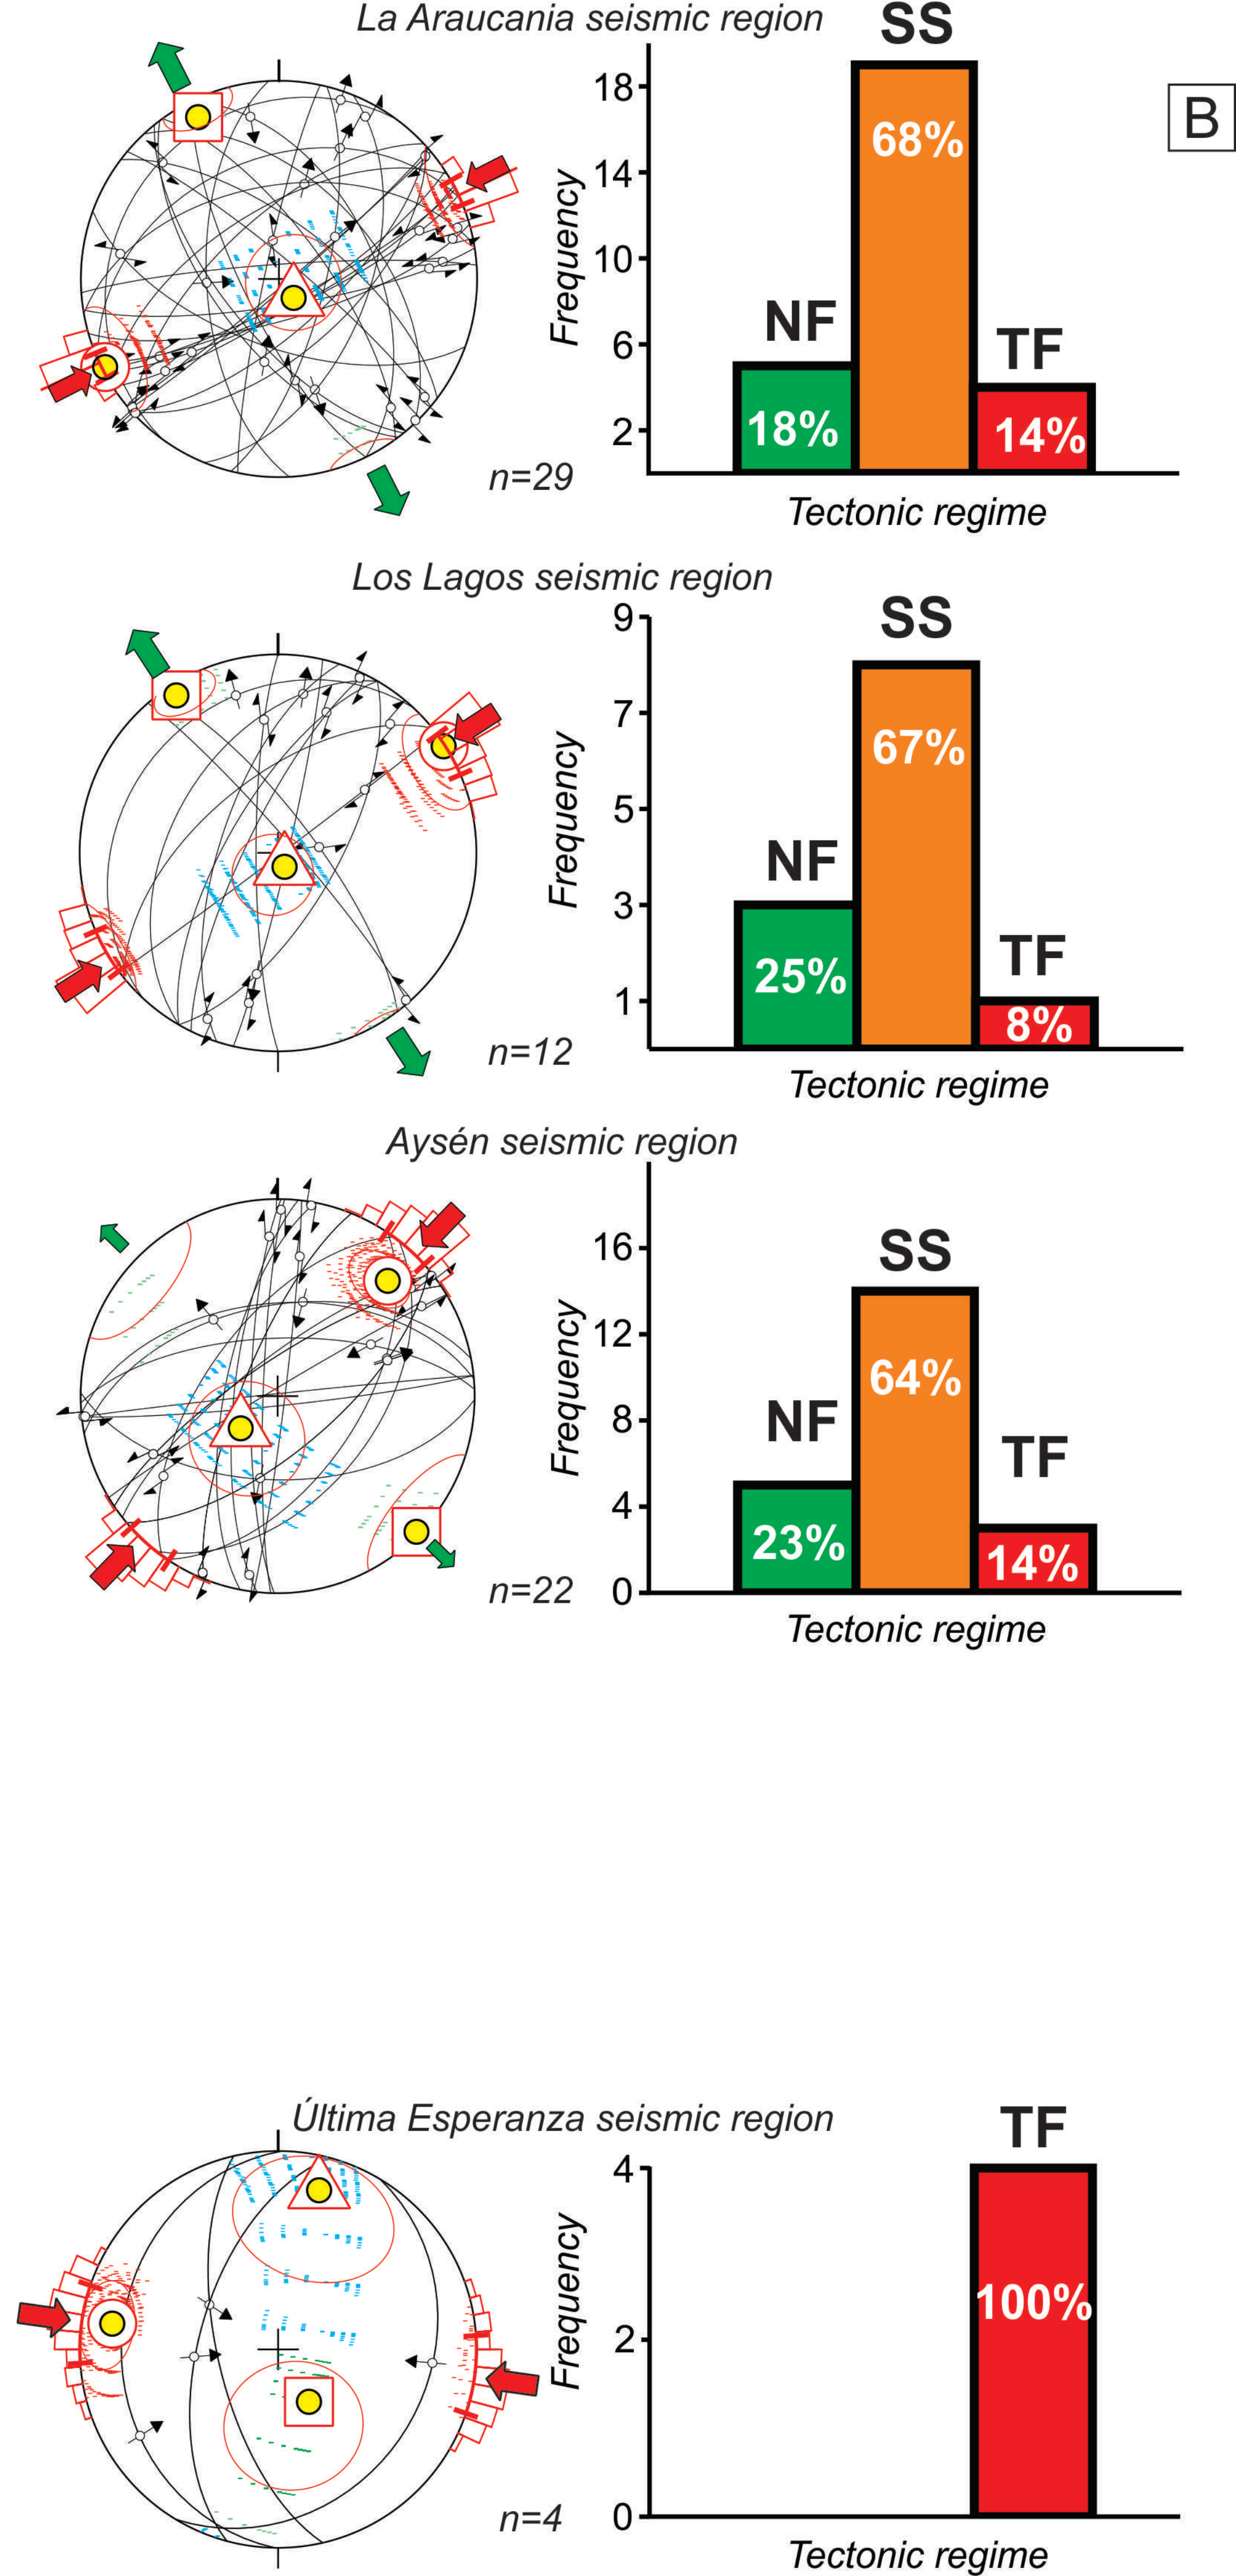 La Araucania seismic region
SS
B
18
68%
14
Frequency
10
NF
6
TF
18%
14%
2
n=29
Tectonic regime
Los Lagos seismic region
9
SS
7
67%
Frequency
5
NF
3
TF
25%
1
8%
n=12
Tectonic regime
Aysén seismic region
16
SS
12
64%
Frequency
NF
8
TF
4
23%
14%
n=22
0
Tectonic regime
Última Esperanza seismic region
TF
4
100%
Frequency
2
n=4
0
Tectonic regime